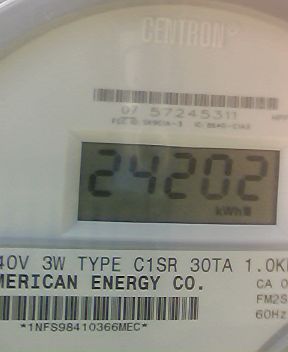 CENTRON
07 57245311
24202
kWh
40V 3W TYPE C1SR 30TA 1.0K
MERICAN ENERGY CO.
CA 0
FM2S
60Hz
*1NFS98410366MEC*